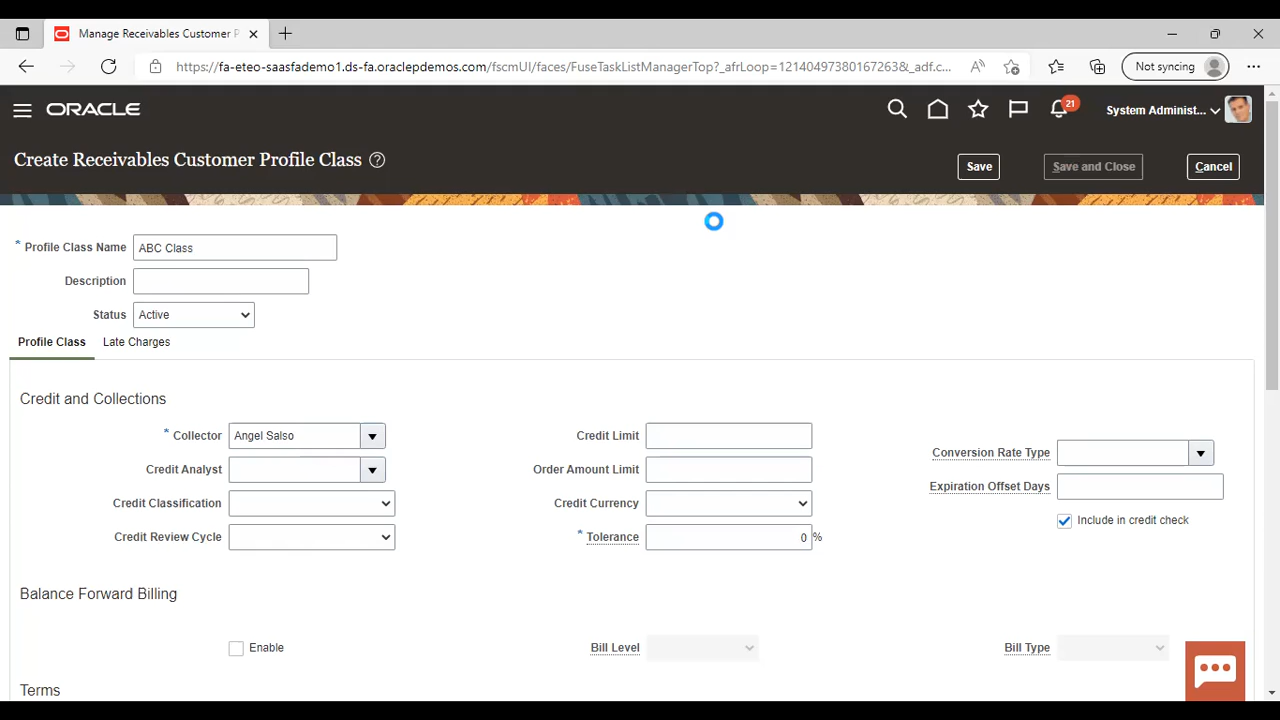 Manage Receivables Customer P
https://fa-eteo-saasfademo1.ds-fa.oraclepdemos.com/fscmUI/faces/FuseTaskListManagerTop?_afrLoop=12140497380167263&_adf.c...
Not syncing
ORACLE
21
System Administ...
Create Receivables Customer Profile Class
Save
Save and Close
Cancel
* Profile Class Name ABC Class
Description
Status Active
Profile Class Late Charges
Credit and Collections
* Collector Angel Salso
Credit Limit
Conversion Rate Type
Credit Analyst
Order Amount Limit
Expiration Offset Days
Credit Classification
Credit Currency
Include in credit check
Credit Review Cycle
* Tolerance 0 %
Balance Forward Billing
Enable
Bill Level
Bill Type
Terms